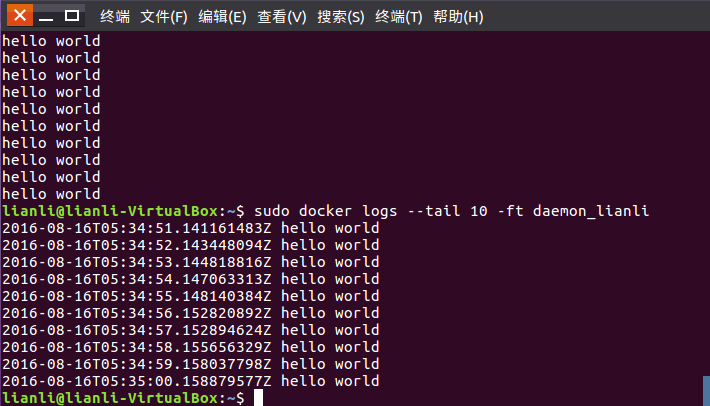 终端 文件(F) 编辑(E) 查看(V) 搜索(S) 终端(T) 帮助(H)
hello world
hello world
hello world
hello world
hello world
hello world
hello world
hello world
hello world
hello world
lianli@lianli-VirtualBox:~$ sudo docker logs --tail 10 -ft daemon_lianli
2016-08-16T05:34:51.141161483Z hello world
2016-08-16T05:34:52.143448094Z hello world
2016-08-16T05:34:53.144818816Z hello world
2016-08-16T05:34:54.147063313Z hello world
2016-08-16T05:34:55.148140384Z hello world
2016-08-16T05:34:56.152820892Z hello world
2016-08-16T05:34:57.152894624Z hello world
2016-08-16T05:34:58.155656329Z hello world
2016-08-16T05:34:59.158037798Z hello world
2016-08-16T05:35:00.158879577Z hello world
lianli@lianli-VirtualBox:~$